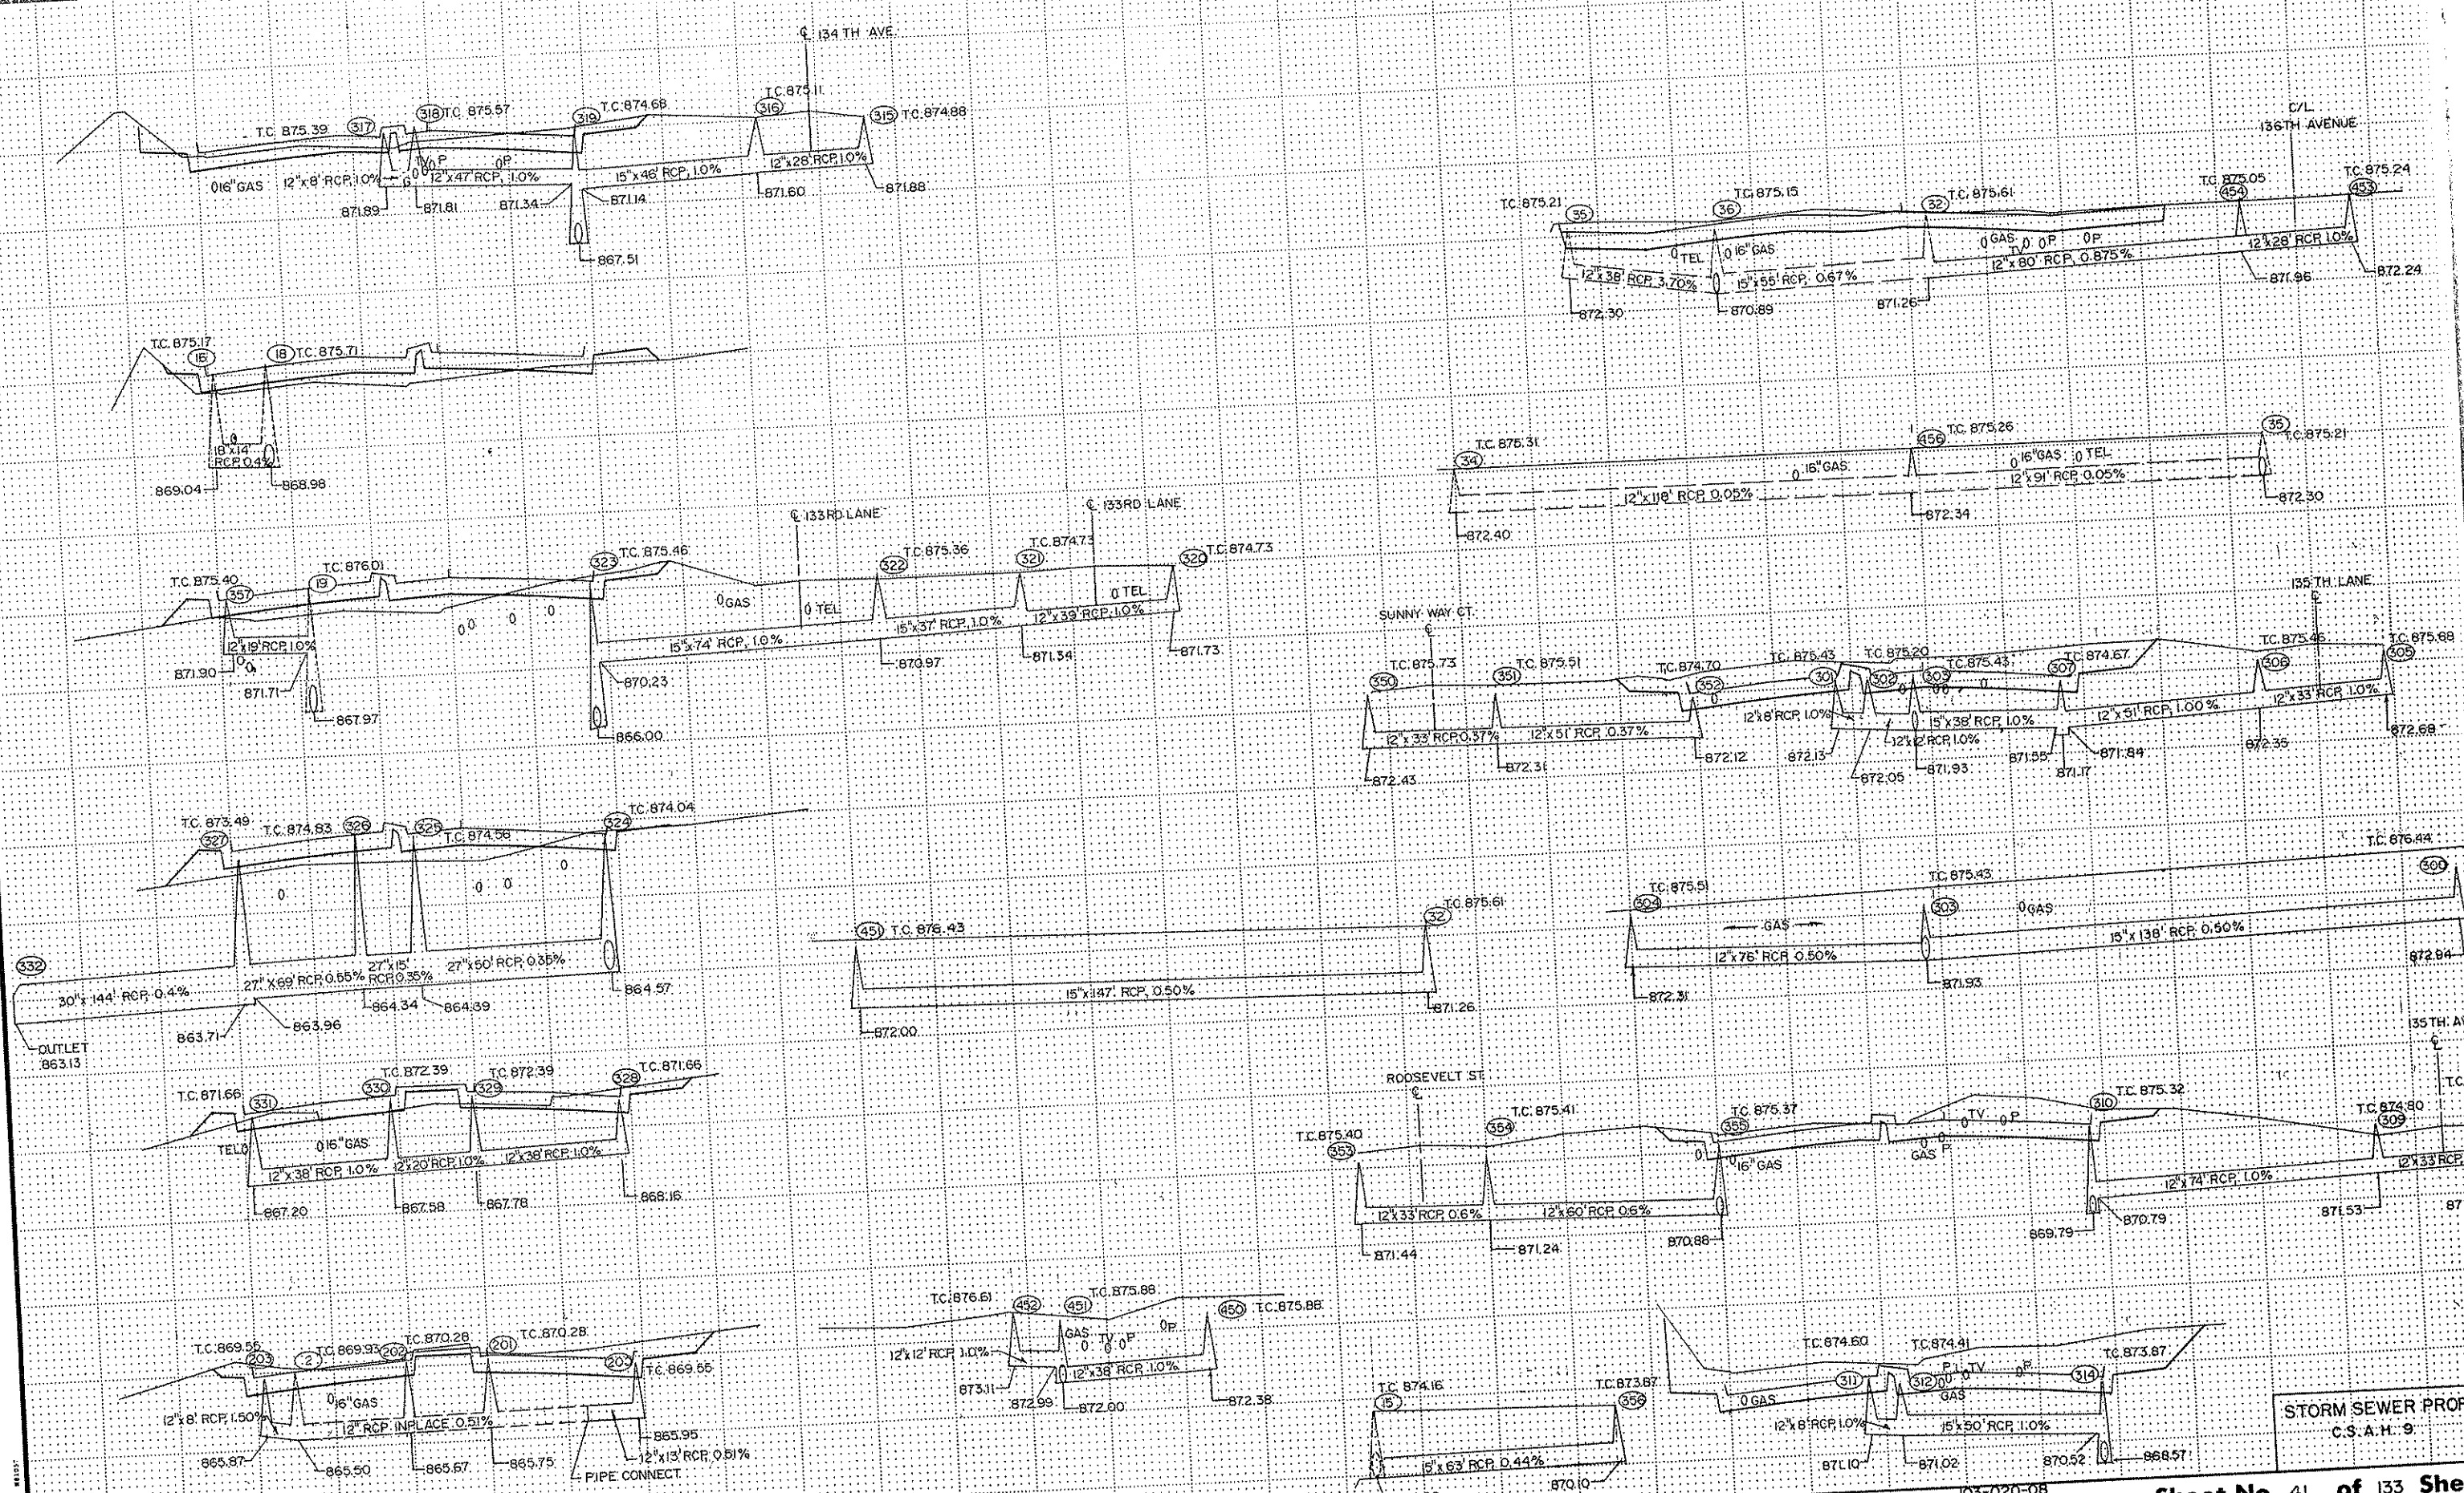 ℄ 134 TH AVE.
T.C. 875.39
317
318
T.C. 875.57
319
T.C. 874.68
316
T.C. 875.11
315
T.C. 874.88
16" GAS
12"x8' RCP, 1.0%
G
TV
P
P
12"x47' RCP, 1.0%
15"x46' RCP, 1.0%
12"x28' RCP, 1.0%
871.89
871.81
871.34
871.14
867.51
871.60
871.88
C/L
136TH AVENUE
T.C. 875.21
35
36
T.C. 875.15
32
T.C. 875.61
T.C. 875.05
454
T.C. 875.24
453
TEL
16" GAS
GAS
TV
P
P
12"x38' RCP, 3.70%
15"x55' RCP, 0.67%
12"x80' RCP, 0.875%
12"x28' RCP, 1.0%
872.30
870.89
871.26
871.96
872.24
T.C. 875.17
16
18
T.C. 875.71
18"x14'
RCP, 0.4%
869.04
868.98
T.C. 875.31
34
456
T.C. 875.26
35
T.C. 875.21
16" GAS
16" GAS
TEL
12"x118' RCP, 0.05%
12"x91' RCP, 0.05%
872.40
872.34
872.30
℄ 133RD LANE
℄ 133RD LANE
T.C. 875.40
357
19
T.C. 876.01
323
T.C. 875.46
322
T.C. 875.36
321
T.C. 874.73
320
T.C. 874.73
GAS
TEL
TEL
12"x19' RCP, 1.0%
15"x74' RCP, 1.0%
15"x37' RCP, 1.0%
12"x39' RCP, 1.0%
871.90
871.71
867.97
870.23
866.00
870.97
871.34
871.73
SUNNY WAY CT.
℄
135 TH. LANE
℄
350
T.C. 875.73
351
T.C. 875.51
T.C. 874.70
352
T.C. 875.43
301
T.C. 875.20
302
303
T.C. 875.43
307
T.C. 874.67
T.C. 875.46
306
T.C. 875.68
305
12"x33' RCP, 0.37%
12"x51' RCP, 0.37%
12"x8' RCP, 1.0%
12"x12' RCP, 1.0%
15"x38' RCP, 1.0%
12"x51' RCP, 1.00%
12"x33' RCP, 1.0%
872.43
872.31
872.12
872.13
872.05
871.93
871.55
871.17
871.84
872.35
872.68
T.C. 873.49
327
T.C. 874.83
326
325
T.C. 874.56
324
T.C. 874.04
332
30"x144' RCP, 0.4%
27"x69' RCP, 0.55%
27"x15'
RCP, 0.35%
27"x50' RCP, 0.35%
OUTLET
863.13
863.71
863.96
864.34
864.39
864.57
451
T.C. 876.43
32
T.C. 875.61
15"x147' RCP, 0.50%
872.00
871.26
304
T.C. 875.51
T.C. 875.43
303
T.C. 876.44
300
GAS
GAS
12"x76' RCP, 0.50%
15"x138' RCP, 0.50%
872.31
871.93
872.94
T.C. 871.66
331
T.C. 872.39
330
T.C. 872.39
329
328
T.C. 871.66
TEL
16" GAS
12"x38' RCP, 1.0%
12"x20' RCP, 1.0%
12"x38' RCP, 1.0%
867.20
867.58
867.78
868.16
ROOSEVELT ST.
℄
135TH. A
℄
T.C. 875.40
353
354
T.C. 875.41
355
T.C. 875.37
310
T.C. 875.32
T.C. 874.80
309
T.C.
16" GAS
TV
P
GAS
P
12"x33' RCP, 0.6%
12"x60' RCP, 0.6%
12"x74' RCP, 1.0%
12"x33'
871.44
871.24
870.88
869.79
870.79
871.53
87
T.C. 869.55
203
2
T.C. 869.93
202
T.C. 870.28
201
T.C. 870.28
T.C. 869.55
16" GAS
12"x8' RCP, 1.50%
12" RCP INPLACE, 0.51%
865.87
865.50
865.67
865.75
865.95
12"x13' RCP, 0.51%
PIPE CONNECT
T.C. 876.61
452
451
T.C. 875.88
450
T.C. 875.88
GAS
TV
P
P
12"x12' RCP, 1.0%
12"x38' RCP, 1.0%
873.11
872.99
872.00
872.38
T.C. 874.16
15
T.C. 873.87
356
15"x63' RCP, 0.44%
870.10
T.C. 874.60
311
T.C. 874.41
312
T.C. 873.87
314
GAS
P
TV
P
GAS
12"x8' RCP, 1.0%
15"x50' RCP, 1.0%
871.10
871.02
870.52
868.57
STORM SEWER PROF
C.S.A.H. 9
103-020-08
Sheet No. 41 of 133 She